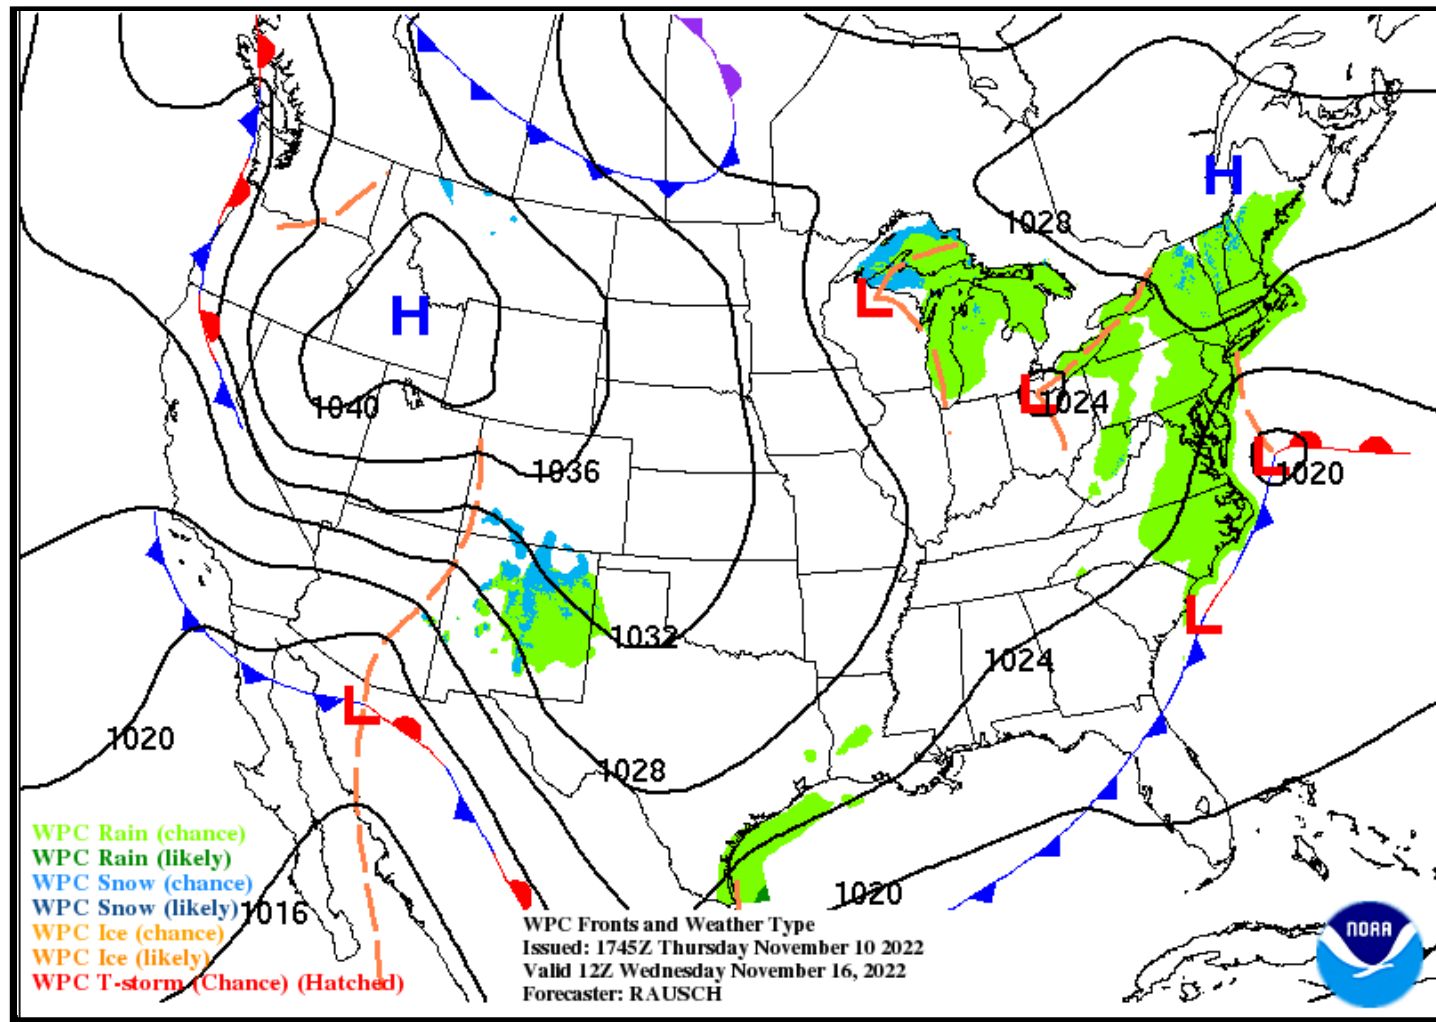 H
1028
H
L
1040
L
1024
1036
L
1020
L
1032
1024
1020
L
1028
WPC Rain (chance)
WPC Rain (likely)
WPC Snow (chance)
WPC Snow (likely)
1016
1020
WPC Ice (chance)
WPC Ice (likely)
WPC T-storm (Chance) (Hatched)
WPC Fronts and Weather Type
Issued: 1745Z Thursday November 10 2022
Valid 12Z Wednesday November 16, 2022
Forecaster: RAUSCH
NOAA